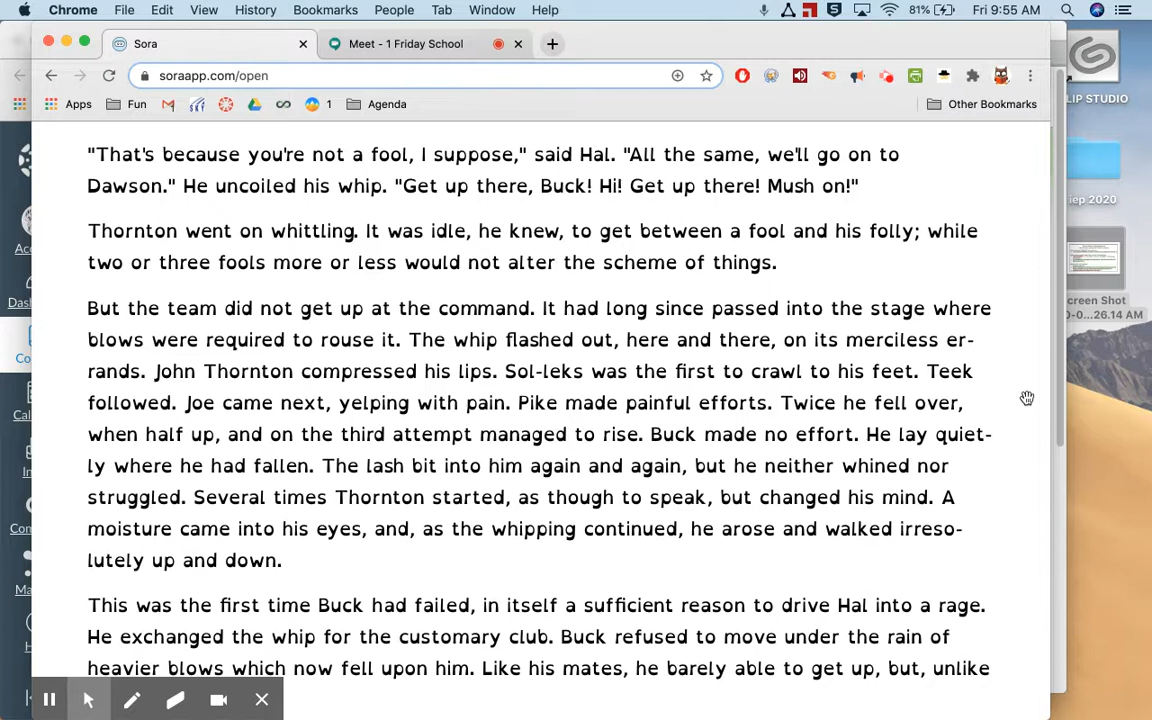 Chrome File Edit View History Bookmarks People Tab Window Help 81% Fri 9:55 AM
Sora Meet - 1 Friday School
soraapp.com/open
Apps Fun 1 Agenda Other Bookmarks
LIP STUDIO
iep 2020
creen Shot
0-0...26.14 AM
"That's because you're not a fool, I suppose," said Hal. "All the same, we'll go on to
Dawson." He uncoiled his whip. "Get up there, Buck! Hi! Get up there! Mush on!"
Thornton went on whittling. It was idle, he knew, to get between a fool and his folly; while
two or three fools more or less would not alter the scheme of things.
But the team did not get up at the command. It had long since passed into the stage where
blows were required to rouse it. The whip flashed out, here and there, on its merciless er-
rands. John Thornton compressed his lips. Sol-leks was the first to crawl to his feet. Teek
followed. Joe came next, yelping with pain. Pike made painful efforts. Twice he fell over,
when half up, and on the third attempt managed to rise. Buck made no effort. He lay quiet-
ly where he had fallen. The lash bit into him again and again, but he neither whined nor
struggled. Several times Thornton started, as though to speak, but changed his mind. A
moisture came into his eyes, and, as the whipping continued, he arose and walked irreso-
lutely up and down.
This was the first time Buck had failed, in itself a sufficient reason to drive Hal into a rage.
He exchanged the whip for the customary club. Buck refused to move under the rain of
heavier blows which now fell upon him. Like his mates, he barely able to get up, but, unlike
Acc
Dash
Co
Cal
In
Com
Ma
H